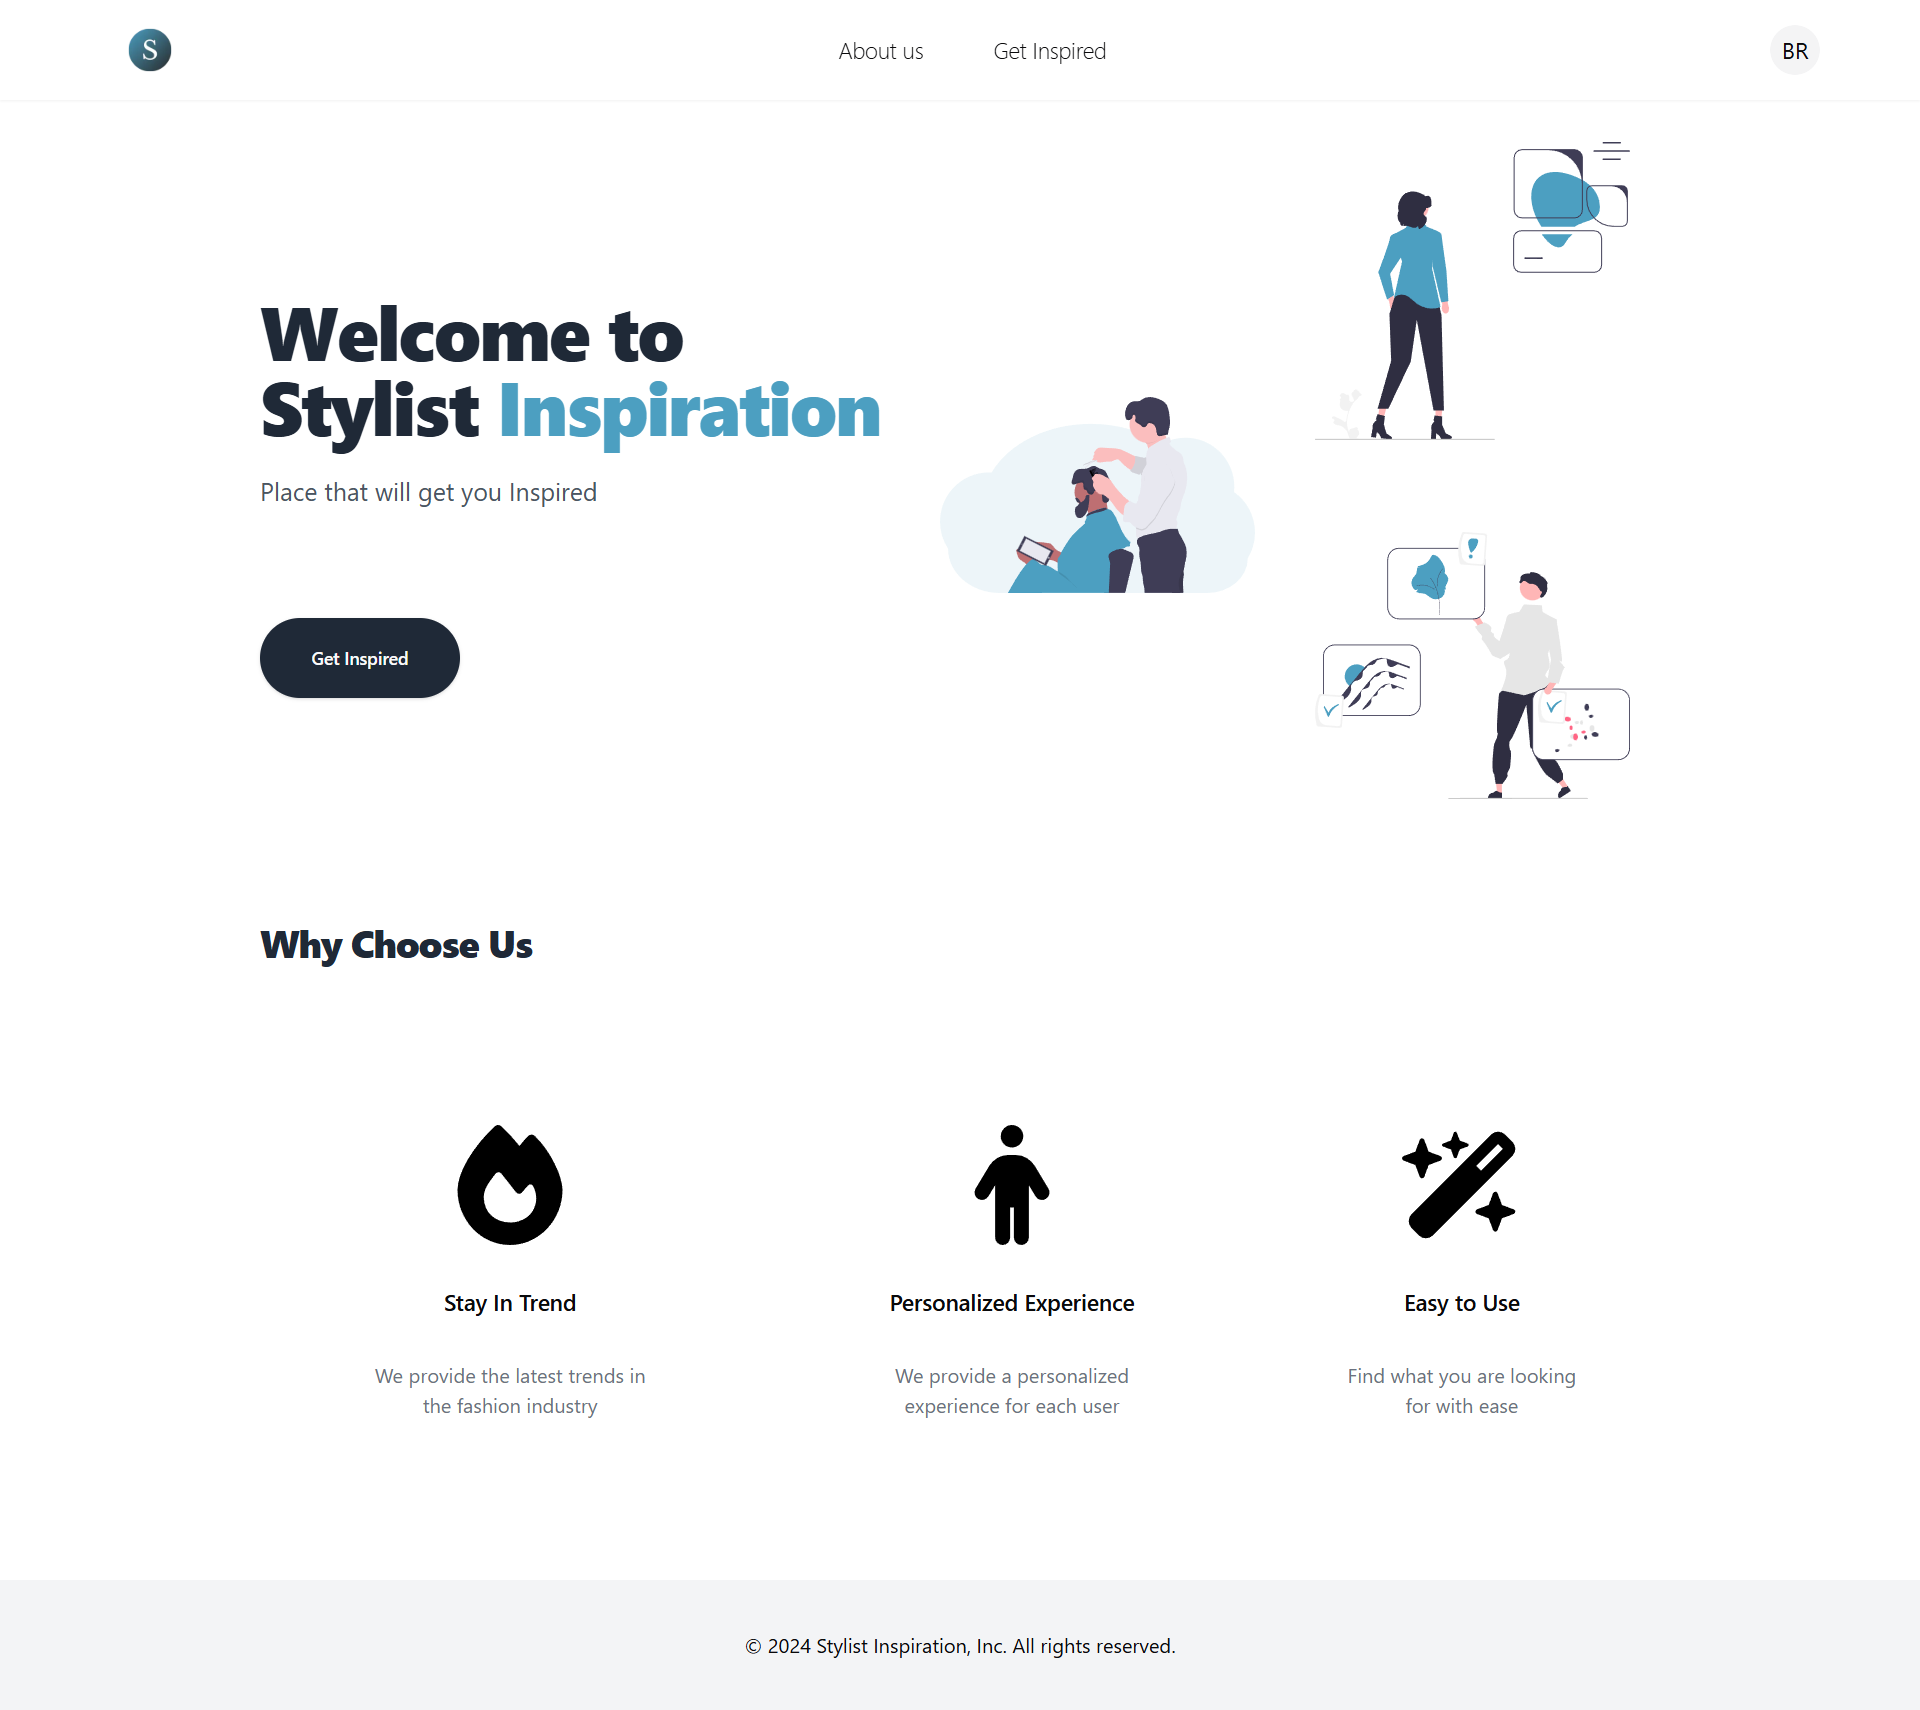 S
About us
Get Inspired
BR
Welcome to
Stylist Inspiration
Place that will get you Inspired
Get Inspired
Why Choose Us
Stay In Trend
We provide the latest trends in
the fashion industry
Personalized Experience
We provide a personalized
experience for each user
Easy to Use
Find what you are looking
for with ease
© 2024 Stylist Inspiration, Inc. All rights reserved.